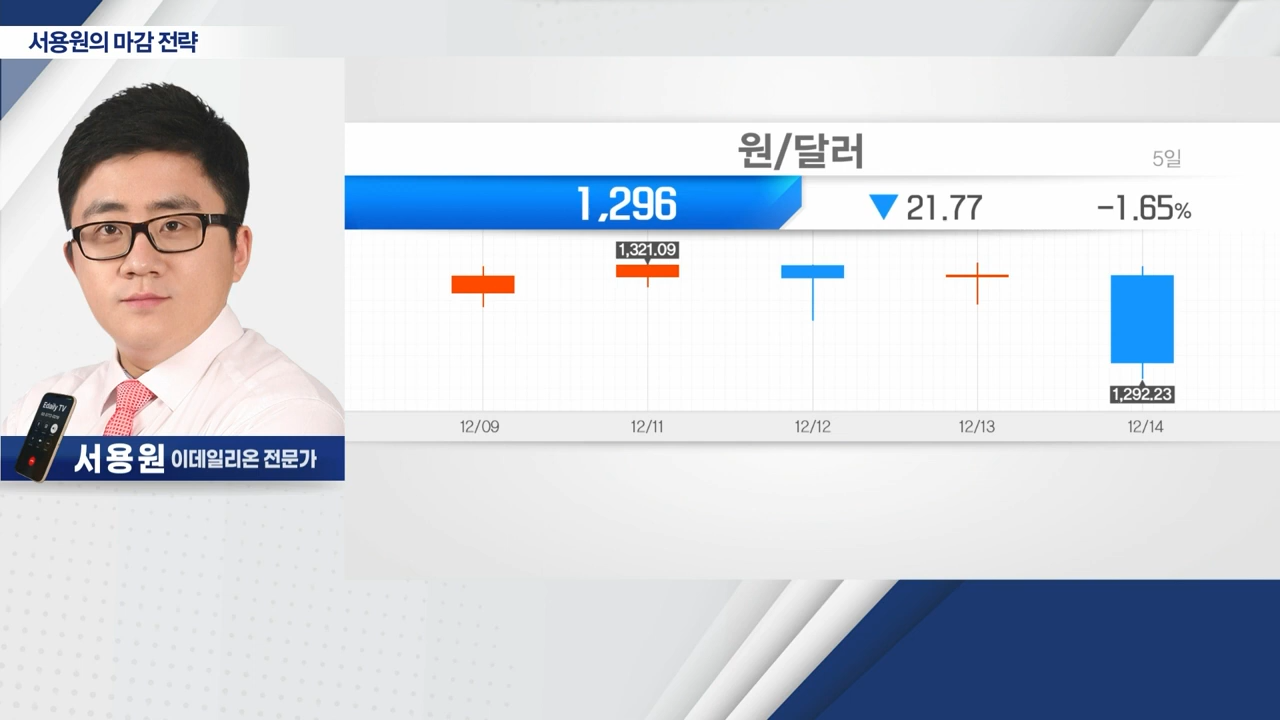 서용원의 마감 전략
원/달러
5일
1,296 ▼ 21.77 -1.65%
1,321.09
1,292.23
12/09 12/11 12/12 12/13 12/14
Edaily TV
서용원 이데일리온 전문가